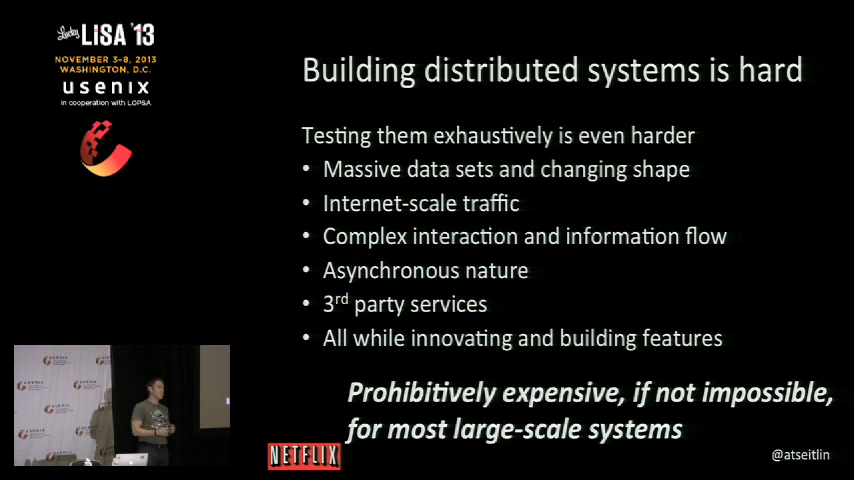 Lucky LISA '13
NOVEMBER 3-8, 2013
WASHINGTON, D.C.
usenix
in cooperation with LOPSA
Building distributed systems is hard
Testing them exhaustively is even harder
• Massive data sets and changing shape
• Internet-scale traffic
• Complex interaction and information flow
• Asynchronous nature
• 3rd party services
• All while innovating and building features
Prohibitively expensive, if not impossible,
for most large-scale systems
NETFLIX
@atseitlin